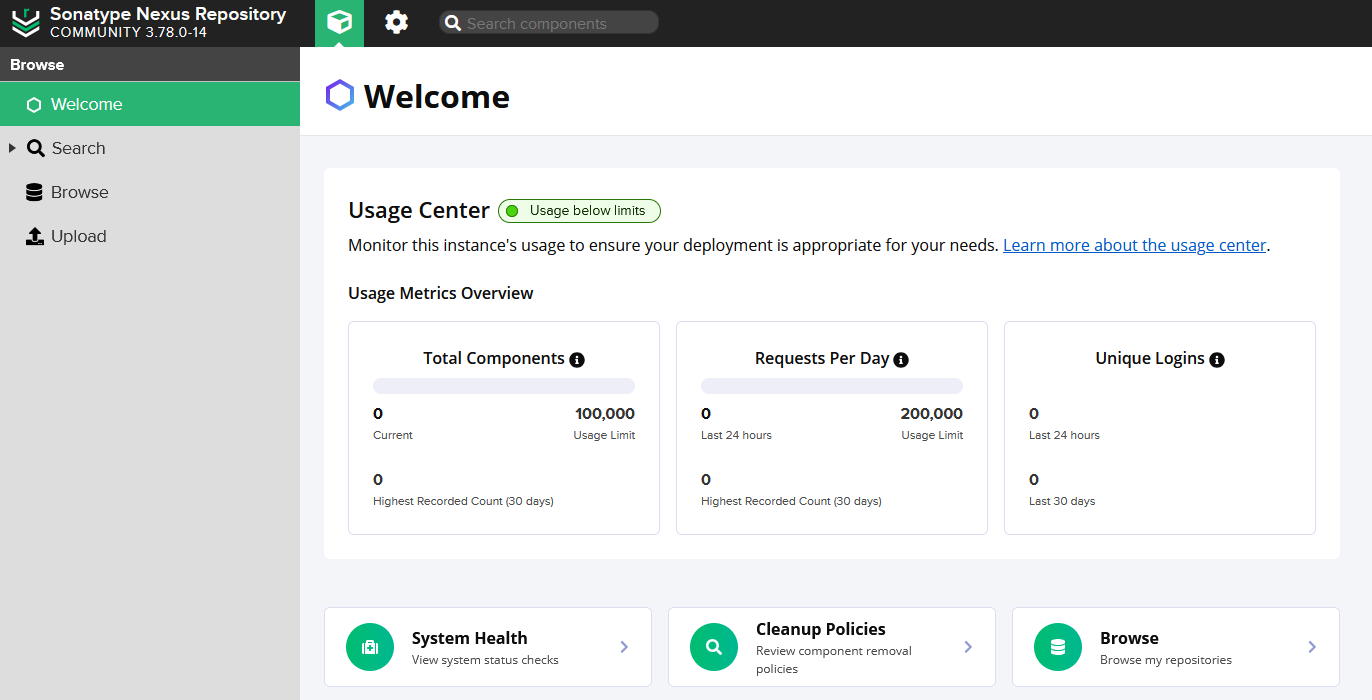 Sonatype Nexus Repository
COMMUNITY 3.78.0-14
Search components
Browse
Welcome
Search
Browse
Upload
Welcome
Usage Center
Usage below limits
Monitor this instance's usage to ensure your deployment is appropriate for your needs. Learn more about the usage center.
Usage Metrics Overview
Total Components
0 100,000
Current Usage Limit
0
Highest Recorded Count (30 days)
Requests Per Day
0 200,000
Last 24 hours Usage Limit
0
Highest Recorded Count (30 days)
Unique Logins
0
Last 24 hours
0
Last 30 days
System Health
View system status checks
Cleanup Policies
Review component removal
policies
Browse
Browse my repositories